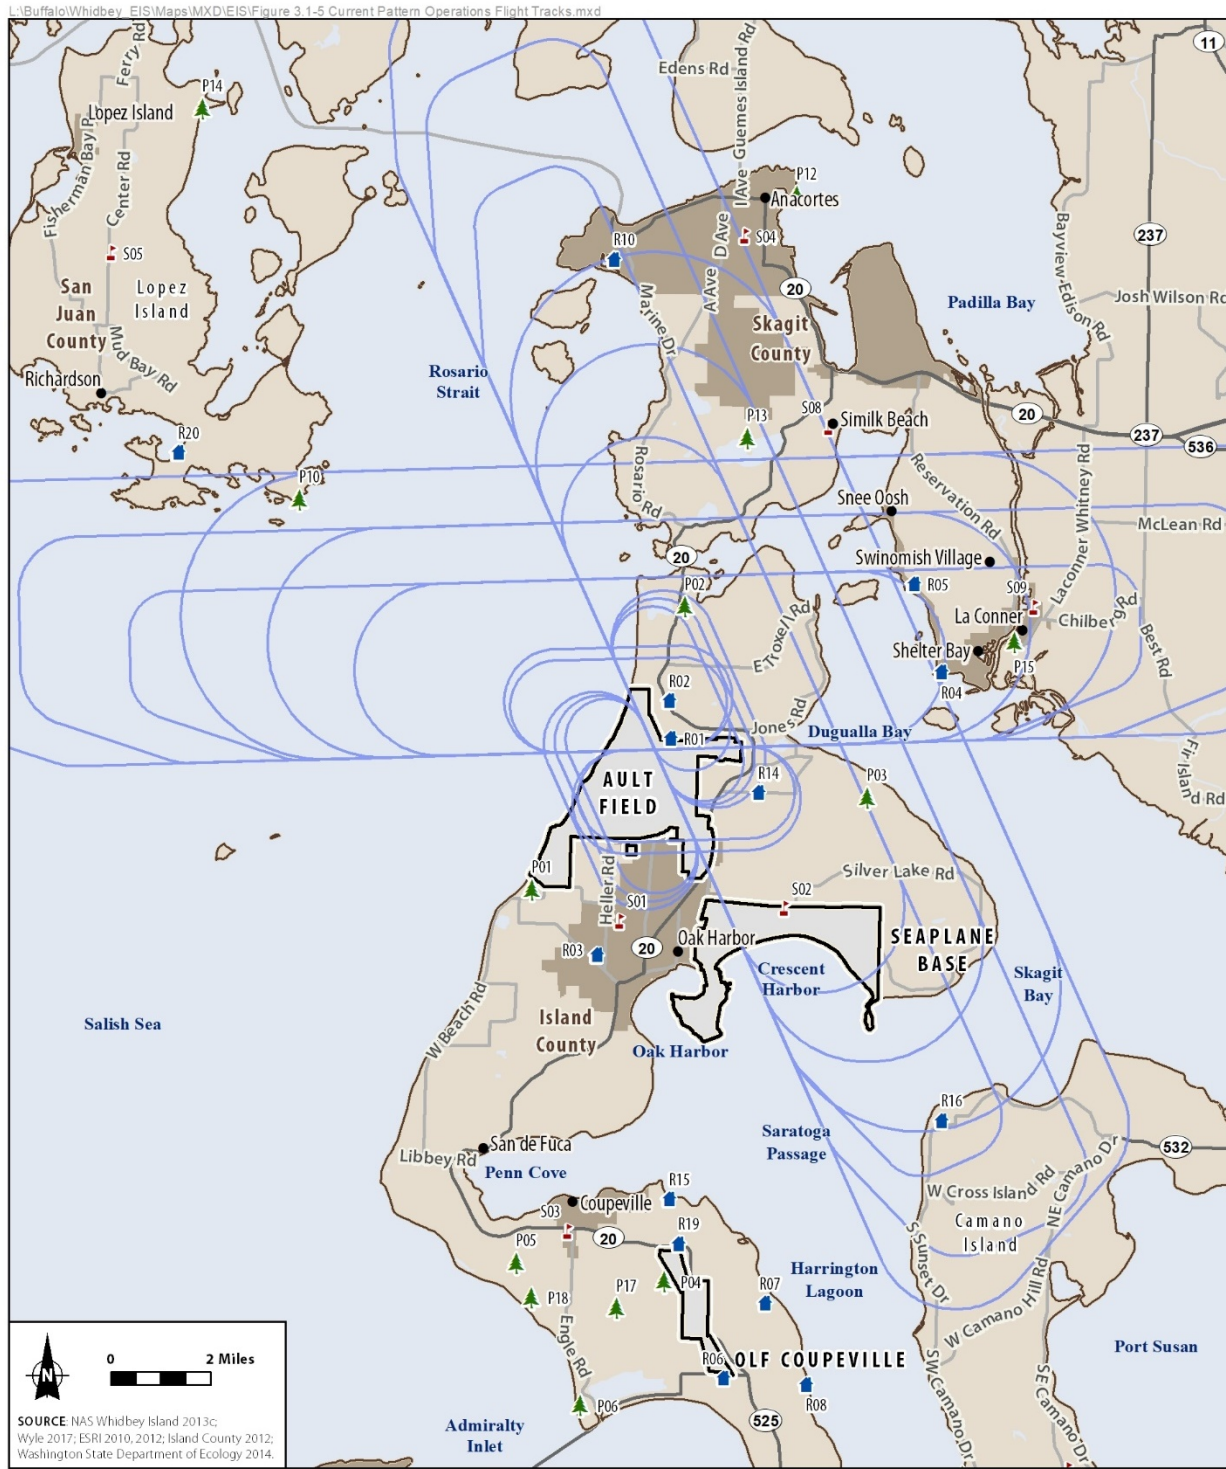 L:\Buffalo\Whidbey_EIS\Maps\MXD\EIS\Figure 3.1-5 Current Pattern Operations Flight Tracks.mxd
11
Edens Rd
Ferry Rd
P14
Lopez Island
Guemes Island Rd
Fisherman Bay
Center Rd
I Ave
P12
Anacortes
D Ave
S05
R10
S04
237
Bayview-Edison Rd
San
Juan
County
Lopez
Island
20
A Ave
Marine Dr
Padilla Bay
Josh Wilson Rd
Skagit
County
Mud Bay Rd
Richardson
Rosario
Strait
R20
P13
S08
Similk Beach
20
237
536
P10
Rosario Rd
Reservation Rd
Laconner Whitney Rd
Snee Oosh
McLean Rd
20
Swinomish Village
P02
R05
S09
La Conner
Chilberg Rd
E Troxell Rd
Best Rd
Shelter Bay
P15
R04
R02
Jones Rd
R01
Dugualla Bay
Fir Island Rd
AULT
FIELD
R14
P03
P01
Heller Rd
Silver Lake Rd
S01
S02
R03
20
Oak Harbor
SEAPLANE
BASE
Crescent
Harbor
Skagit
Bay
W Beach Rd
Salish Sea
Island
County
Oak Harbor
R16
Saratoga
Passage
San de Fuca
Libbey Rd
Penn Cove
532
W Cross Island Rd
NE Camano Dr
R15
Coupeville
S03
Camano
Island
S Sunset Dr
R19
20
P05
P04
Harrington
Lagoon
R07
P18
P17
W Camano Hill Rd
Engle Rd
Port Susan
N
0 2 Miles
R06
OLF COUPEVILLE
SW Camano Dr
SE Camano Dr
R08
P06
525
Admiralty
Inlet
SOURCE: NAS Whidbey Island 2013c;
Wyle 2017; ESRI 2010, 2012; Island County 2012;
Washington State Department of Ecology 2014.